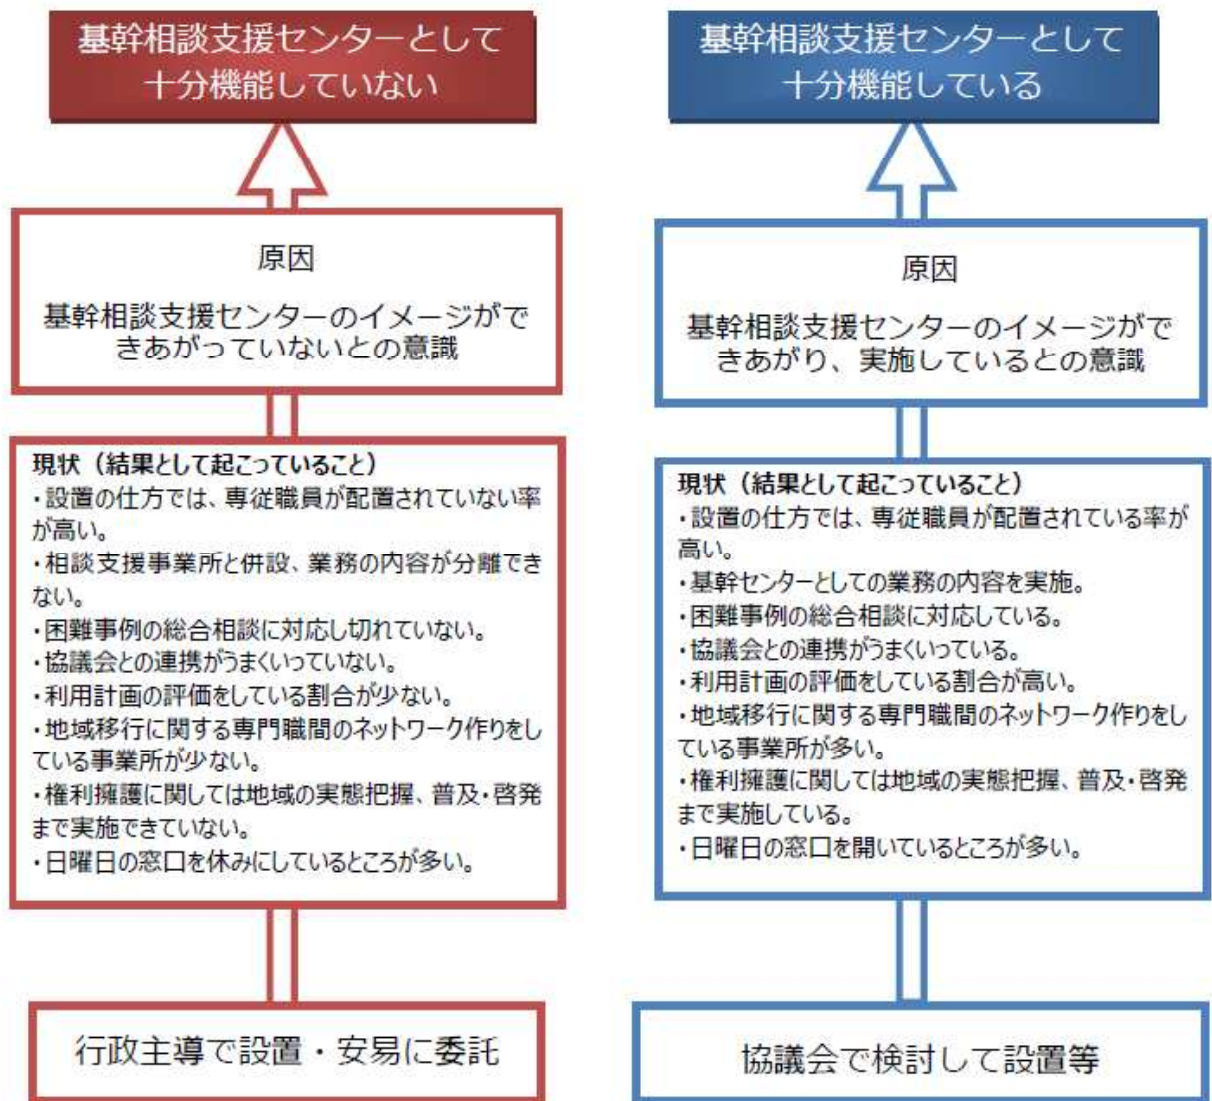 基幹相談支援センターとして
十分機能していない
原因
基幹相談支援センターのイメージがで
きあがっていないとの意識
現状（結果として起こっていること）
・設置の仕方では、専従職員が配置されていない率
が高い。
・相談支援事業所と併設、業務の内容が分離でき
ない。
・困難事例の総合相談に対応し切れていない。
・協議会との連携がうまくいっていない。
・利用計画の評価をしている割合が少ない。
・地域移行に関する専門職間のネットワーク作りをし
ている事業所が少ない。
・権利擁護に関しては地域の実態把握、普及・啓発
まで実施できていない。
・日曜日の窓口を休みにしているところが多い。
行政主導で設置・安易に委託
基幹相談支援センターとして
十分機能している
原因
基幹相談支援センターのイメージがで
きあがり、実施しているとの意識
現状（結果として起こっていること）
・設置の仕方では、専従職員が配置されている率が
高い。
・基幹センターとしての業務の内容を実施。
・困難事例の総合相談に対応している。
・協議会との連携がうまくいっている。
・利用計画の評価をしている割合が高い。
・地域移行に関する専門職間のネットワーク作りをし
ている事業所が多い。
・権利擁護に関しては地域の実態把握、普及・啓発
まで実施している。
・日曜日の窓口を開いているところが多い。
協議会で検討して設置等